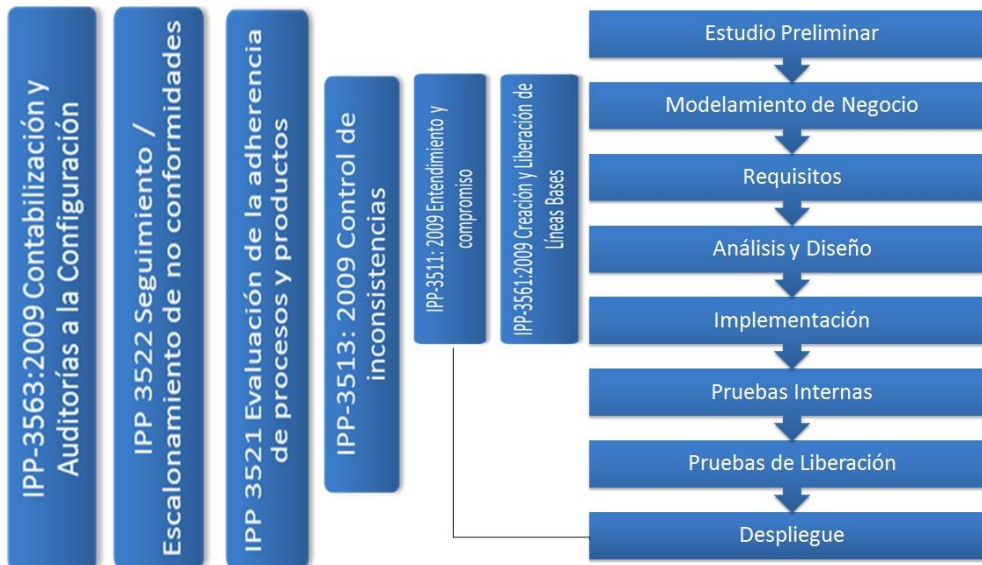 IPP-3563:2009 Contabilización y
Auditorías a la Configuración
IPP 3522 Seguimiento /
Escalonamiento de no conformidades
IPP 3521 Evaluación de la adherencia
de procesos y productos
IPP-3513: 2009 Control de
inconsistencias
IPP-3511: 2009 Entendimiento y
compromiso
IPP-3561:2009 Creación y Liberación de
Líneas Bases
Estudio Preliminar
Modelamiento de Negocio
Requisitos
Análisis y Diseño
Implementación
Pruebas Internas
Pruebas de Liberación
Despliegue